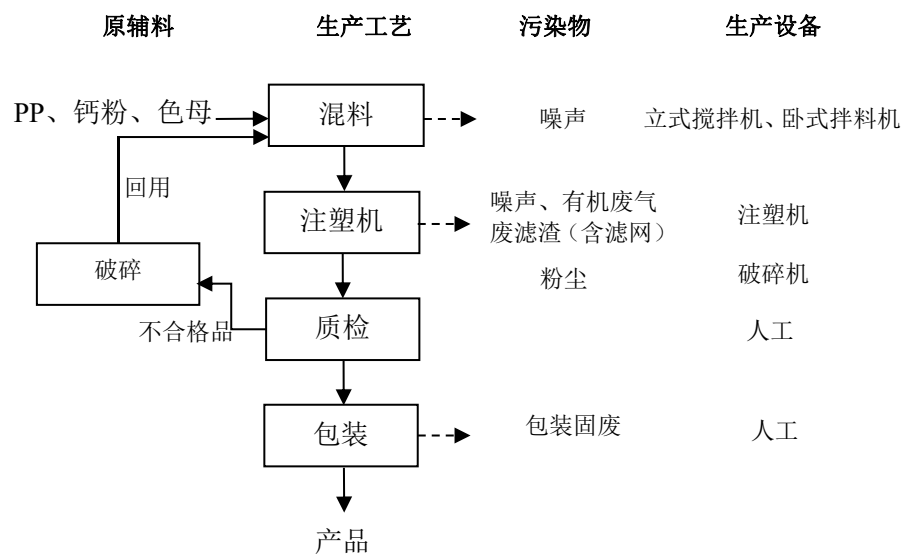 原辅料 生产工艺 污染物 生产设备
PP、钙粉、色母 混料 噪声 立式搅拌机、卧式拌料机
回用
注塑机 噪声、有机废气 注塑机
废滤渣（含滤网）
破碎 粉尘 破碎机
不合格品 质检 人工
包装 包装固废 人工
产品